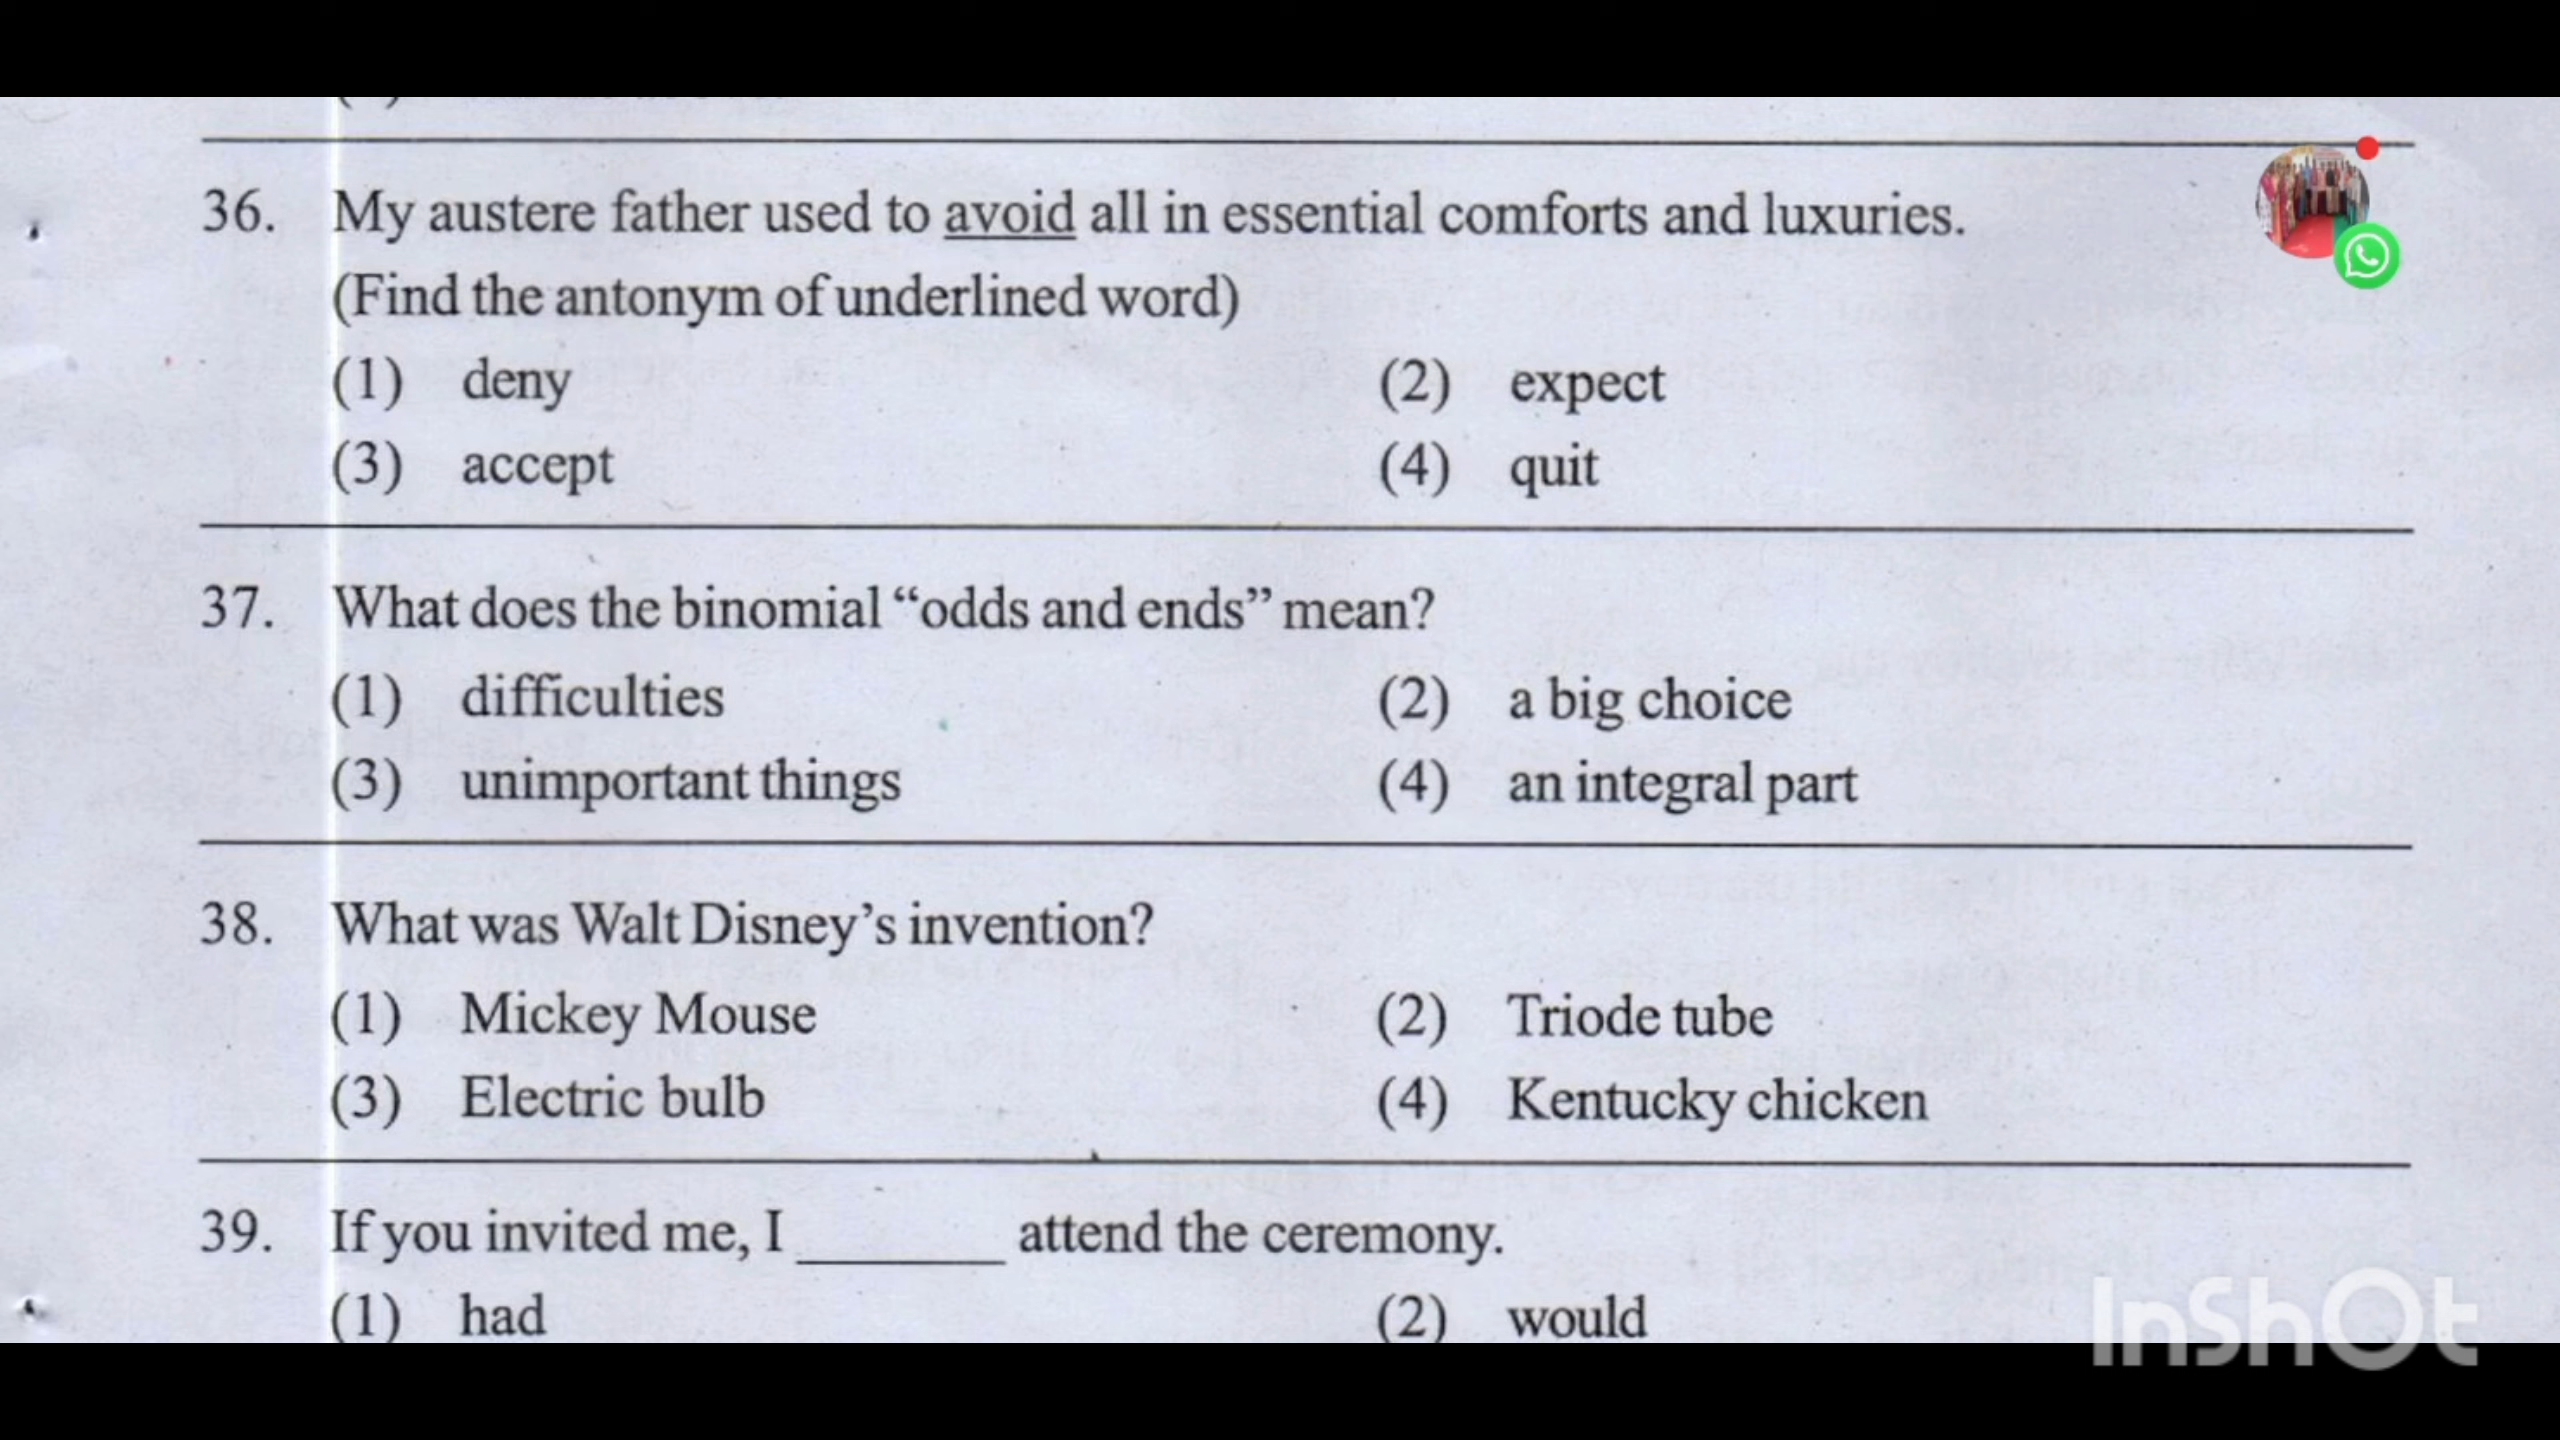 36. My austere father used to avoid all in essential comforts and luxuries.
(Find the antonym of underlined word)
(1) deny (2) expect
(3) accept (4) quit
37. What does the binomial “odds and ends” mean?
(1) difficulties (2) a big choice
(3) unimportant things (4) an integral part
38. What was Walt Disney’s invention?
(1) Mickey Mouse (2) Triode tube
(3) Electric bulb (4) Kentucky chicken
39. If you invited me, I ______ attend the ceremony.
(1) had (2) would
InShOt